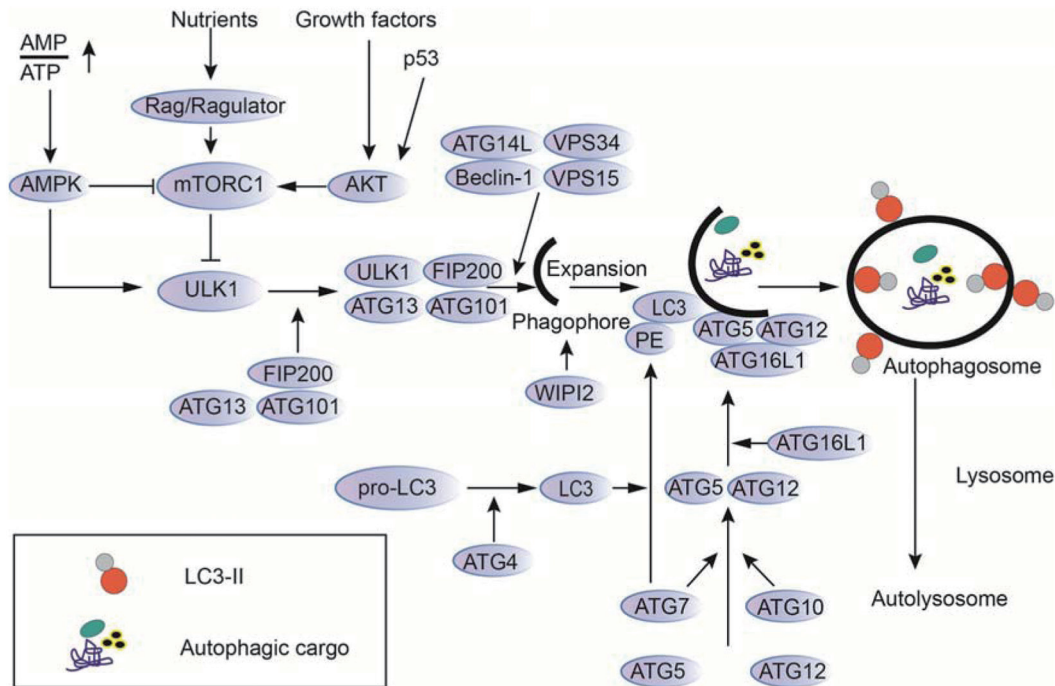 Nutrients
Growth factors
AMP
ATP
p53
Rag/Ragulator
ATG14L
VPS34
AMPK
mTORC1
AKT
Beclin-1
VPS15
ULK1
ULK1
FIP200
ATG13
ATG101
Expansion
Phagophore
LC3
PE
ATG5
ATG12
ATG16L1
Autophagosome
FIP200
ATG13
ATG101
WIPI2
ATG16L1
pro-LC3
LC3
ATG5
ATG12
Lysosome
ATG4
LC3-II
ATG7
ATG10
Autolysosome
Autophagic cargo
ATG5
ATG12